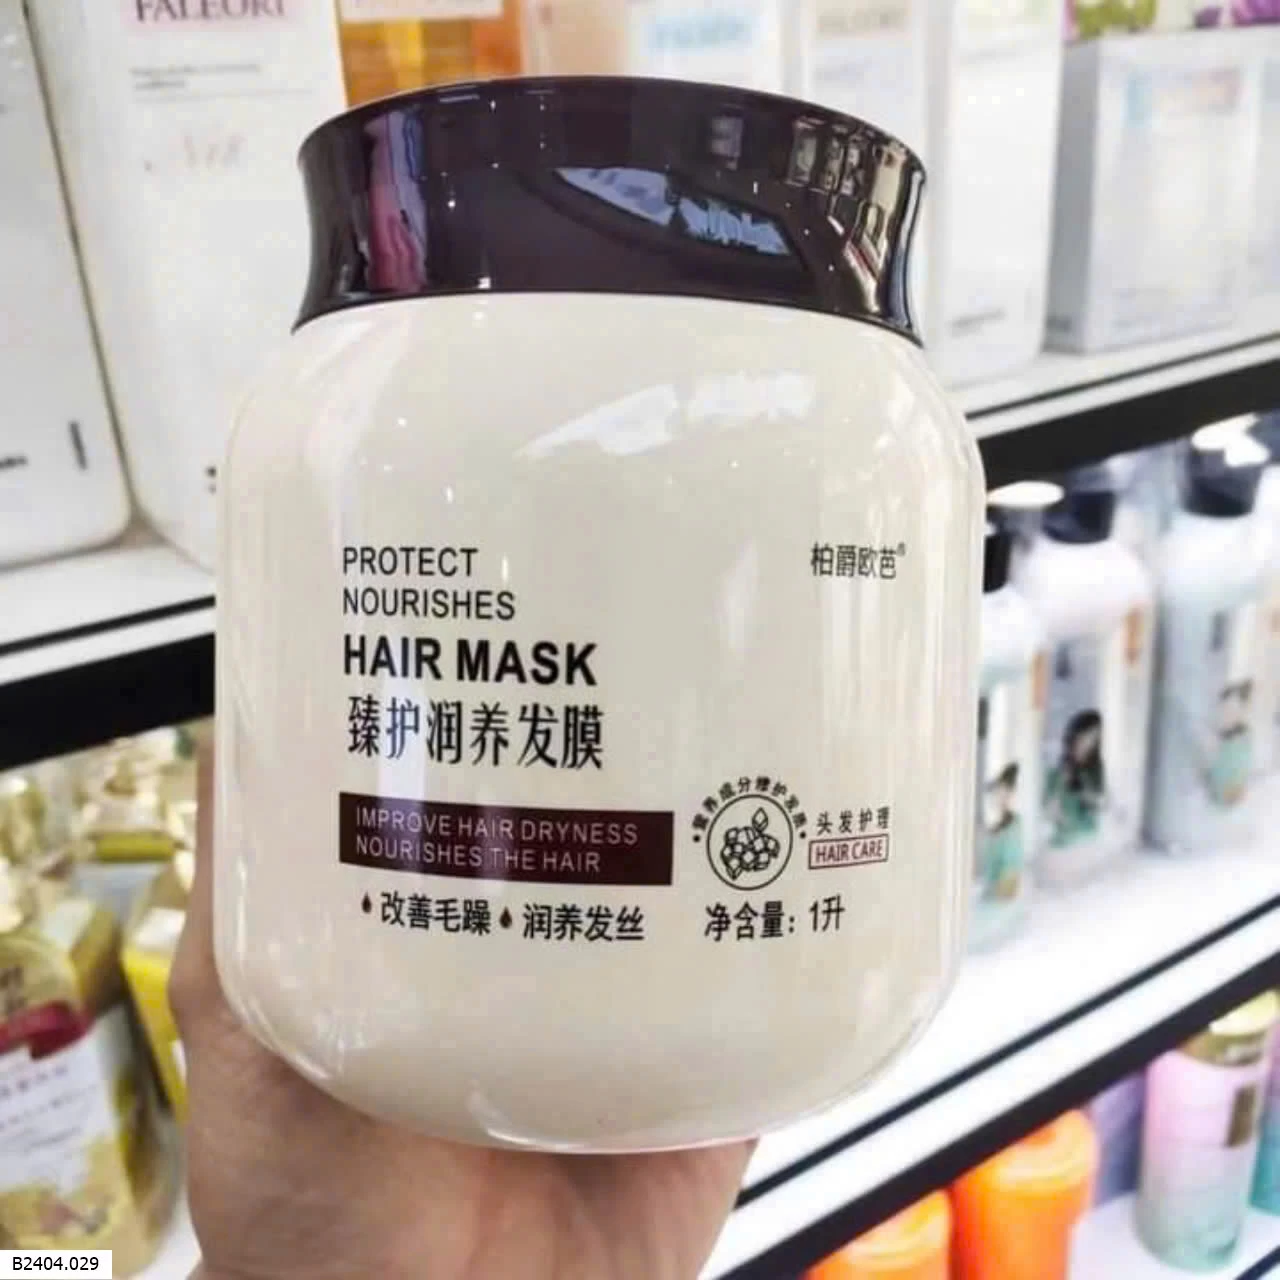 FALEORI
PROTECT
NOURISHES
HAIR MASK
臻护润养发膜
柏爵欧芭®
IMPROVE HAIR DRYNESS
NOURISHES THE HAIR
改善毛躁 润养发丝
头发护理
HAIR CARE
净含量：1升
B2404.029